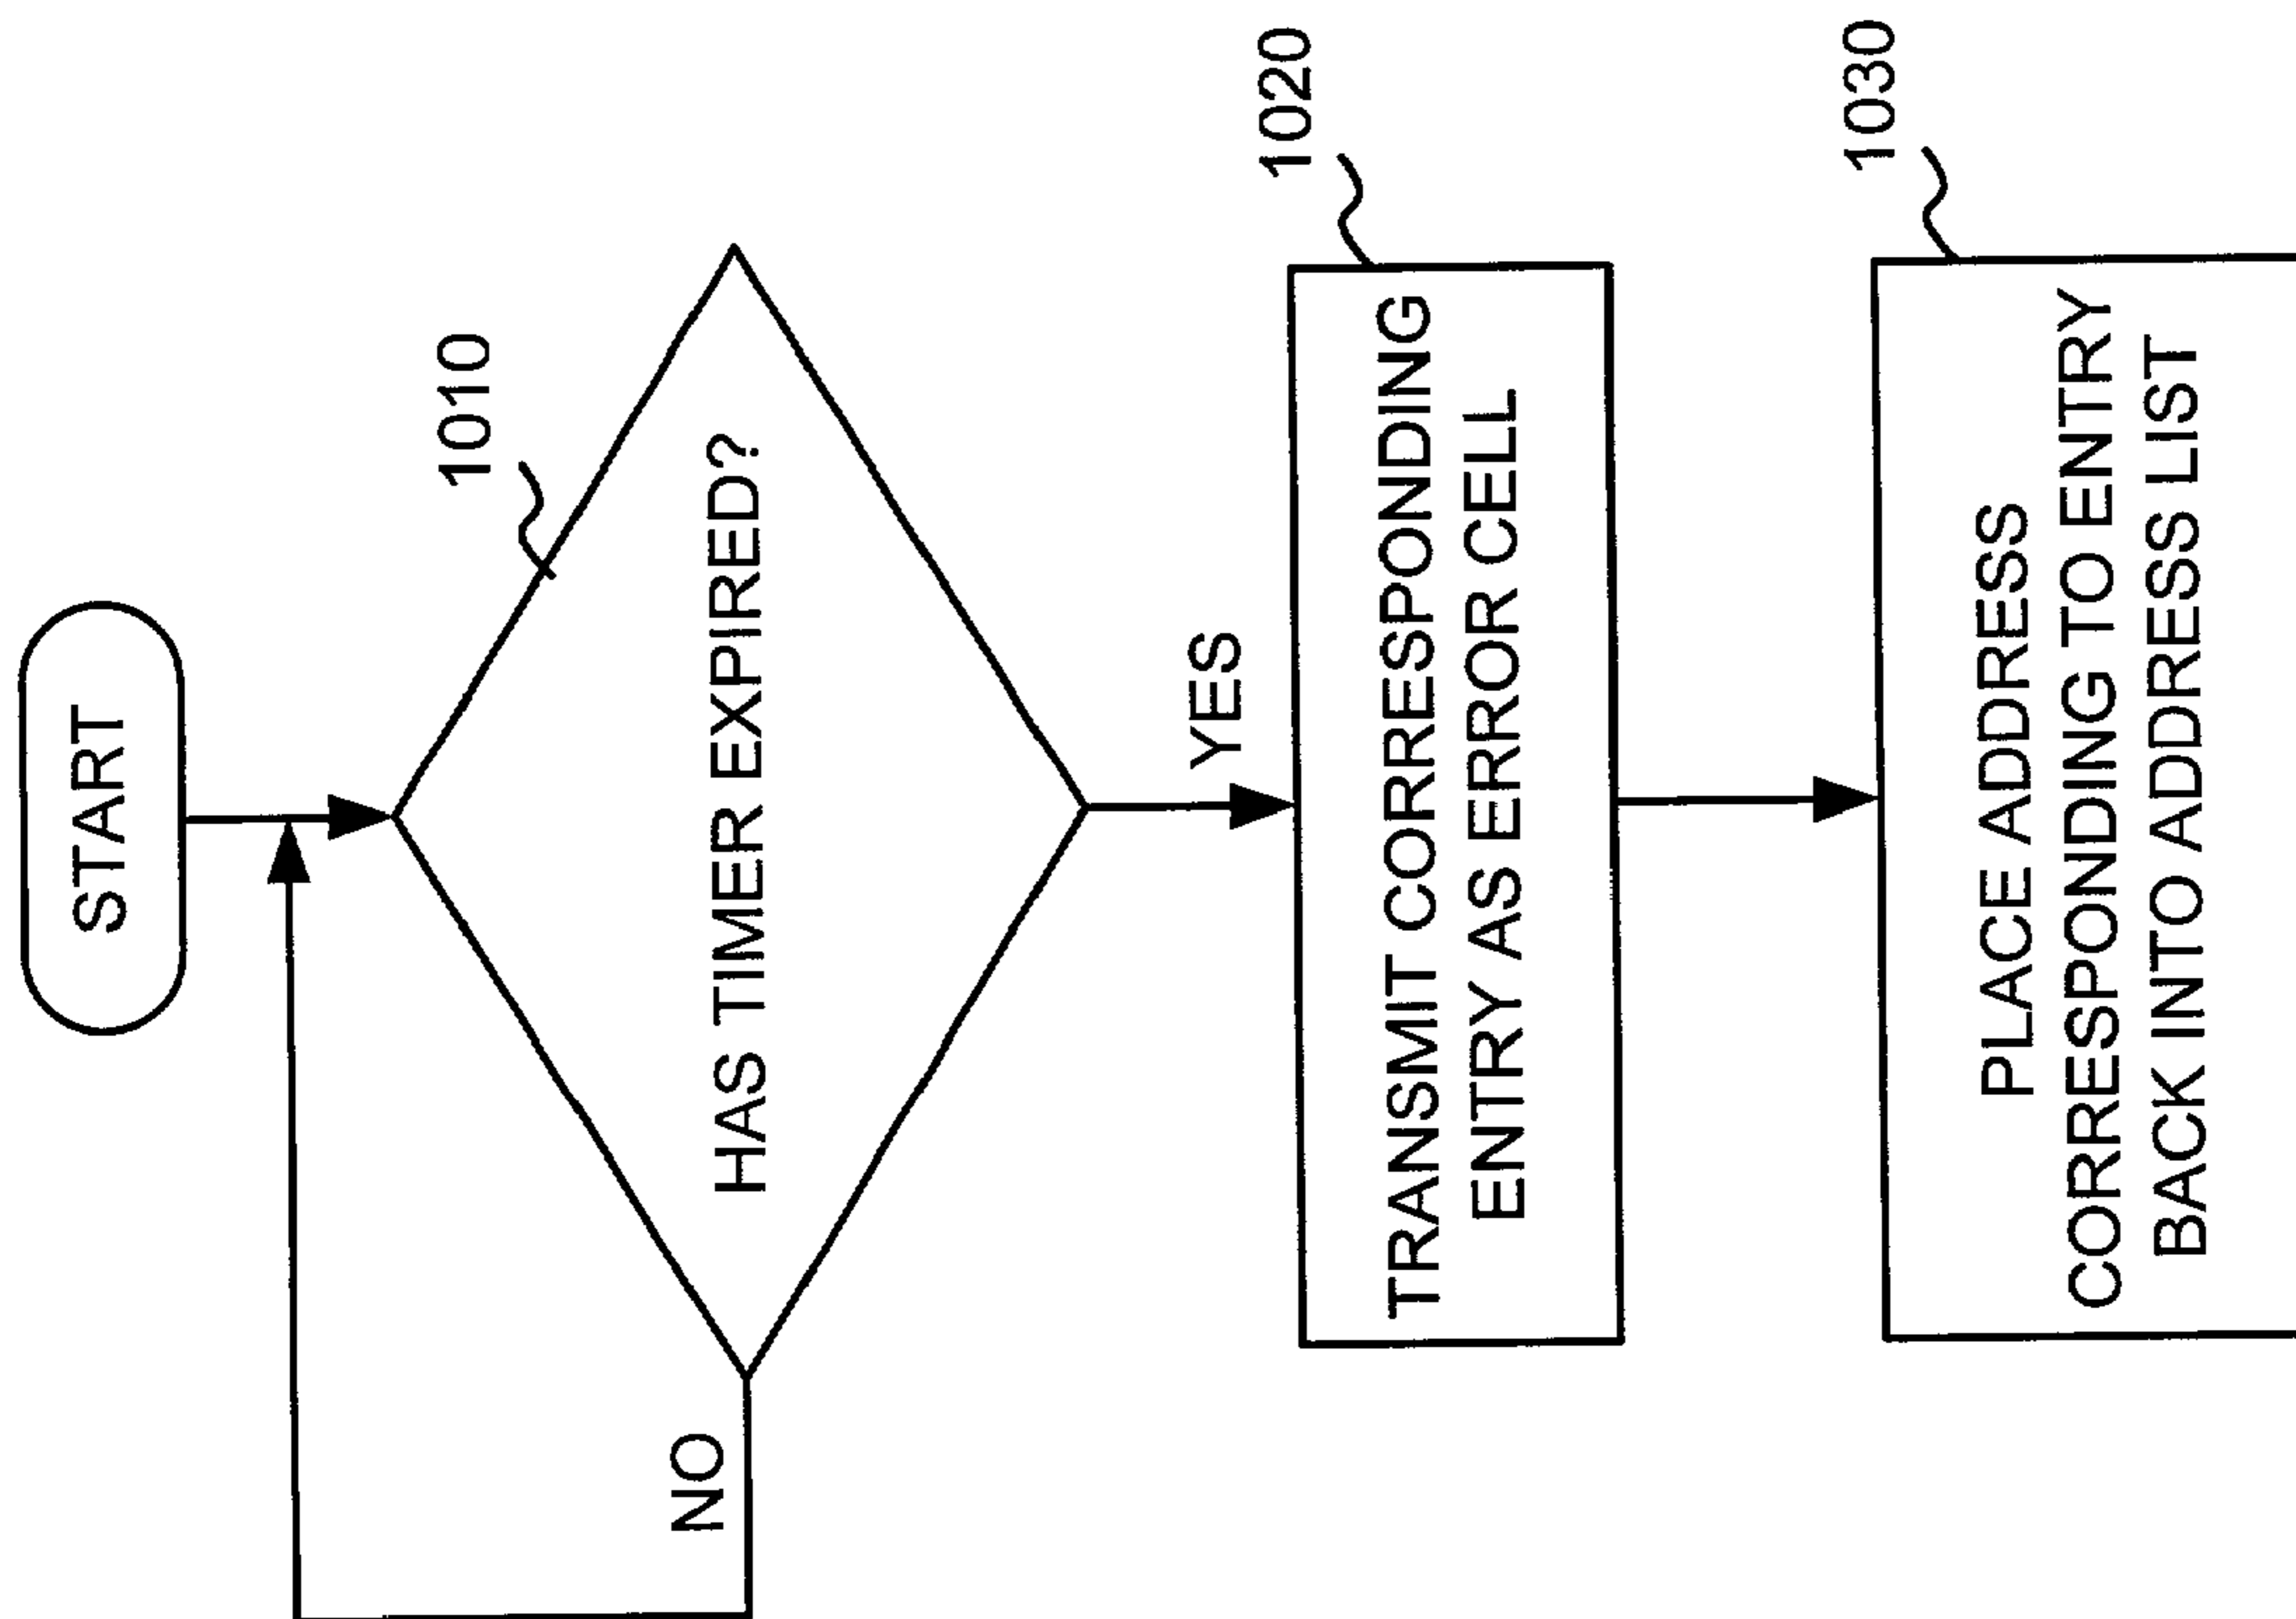 START
1010
HAS TIMER EXPIRED?
NO
YES
1020
TRANSMIT CORRESPONDING
ENTRY AS ERROR CELL
1030
PLACE ADDRESS
CORRESPONDING TO ENTRY
BACK INTO ADDRESS LIST